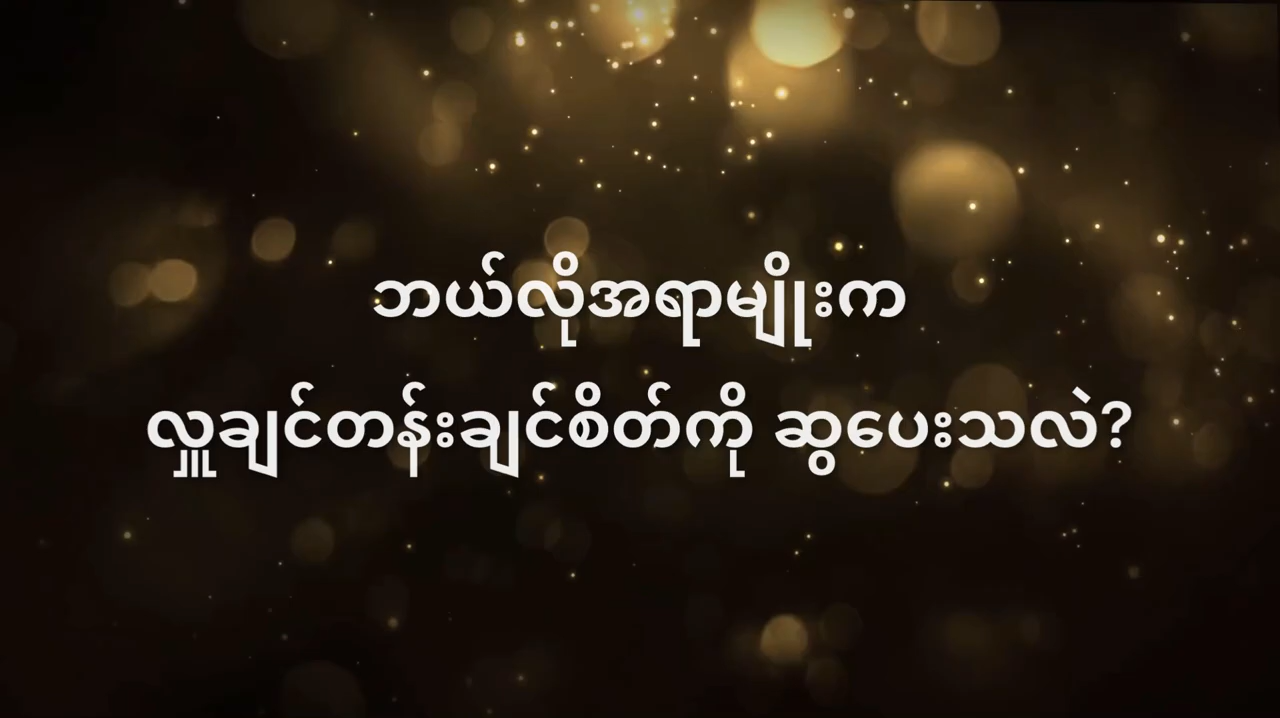 ဘယ်လိုအရာမျိုးက
လှူချင်တန်းချင်စိတ်ကို ဆွပေးသလဲ?